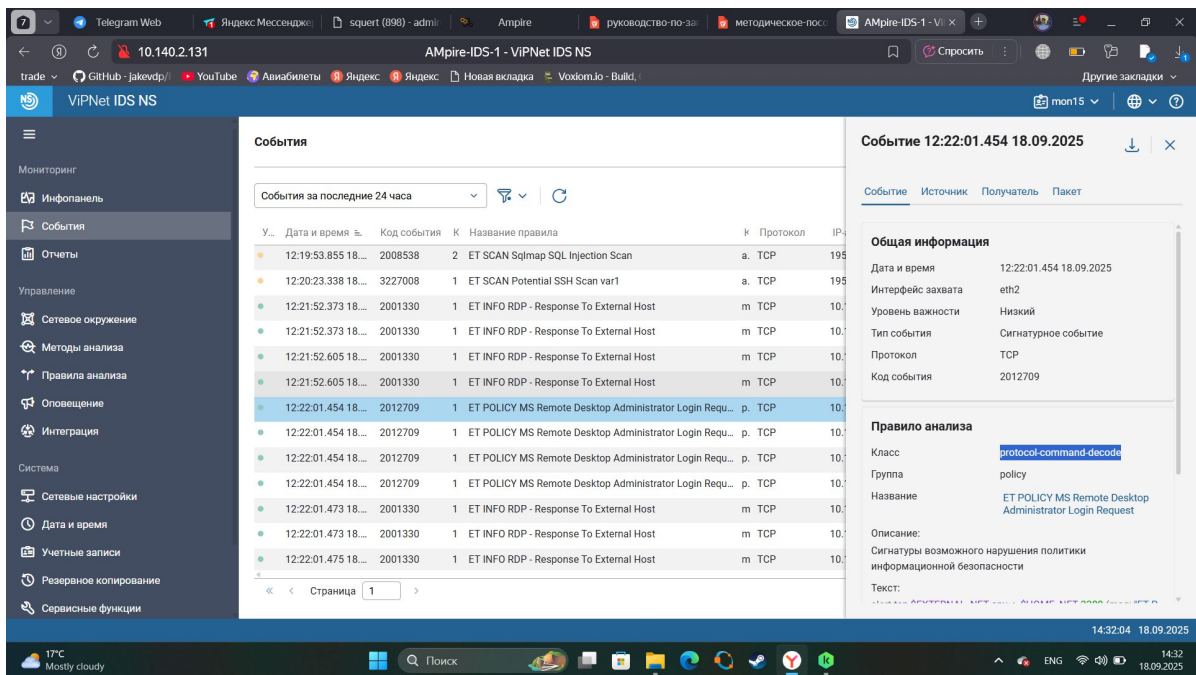 7
Telegram Web
Яндекс Мессендже
squert (898) - admir
Ampire
руководство-по-за
методическое-посо
AMpire-IDS-1 - Vi
10.140.2.131
AMpire-IDS-1 - ViPNet IDS NS
Спросить
trade
GitHub - jakevdp/
YouTube
Авиабилеты
Яндекс
Яндекс
Новая вкладка
Voxiom.io - Build,
Другие закладки
NS
ViPNet IDS NS
mon15
Мониторинг
Инфопанель
События
Отчеты
Управление
Сетевое окружение
Методы анализа
Правила анализа
Оповещение
Интеграция
Система
Сетевые настройки
Дата и время
Учетные записи
Резервное копирование
Сервисные функции
События
События за последние 24 часа
У... Дата и время Код события К Название правила К Протокол IP-
12:19:53.855 18.... 2008538 2 ET SCAN Sqlmap SQL Injection Scan a. TCP 195
12:20:23.338 18.... 3227008 1 ET SCAN Potential SSH Scan var1 a. TCP 195
12:21:52.373 18.... 2001330 1 ET INFO RDP - Response To External Host m TCP 10.
12:21:52.373 18.... 2001330 1 ET INFO RDP - Response To External Host m TCP 10.
12:21:52.605 18.... 2001330 1 ET INFO RDP - Response To External Host m TCP 10.
12:21:52.605 18.... 2001330 1 ET INFO RDP - Response To External Host m TCP 10.
12:22:01.454 18.... 2012709 1 ET POLICY MS Remote Desktop Administrator Login Requ... p. TCP 10.
12:22:01.454 18.... 2012709 1 ET POLICY MS Remote Desktop Administrator Login Requ... p. TCP 10.
12:22:01.454 18.... 2012709 1 ET POLICY MS Remote Desktop Administrator Login Requ... p. TCP 10.
12:22:01.454 18.... 2012709 1 ET POLICY MS Remote Desktop Administrator Login Requ... p. TCP 10.
12:22:01.473 18.... 2001330 1 ET INFO RDP - Response To External Host m TCP 10.
12:22:01.473 18.... 2001330 1 ET INFO RDP - Response To External Host m TCP 10.
12:22:01.475 18.... 2001330 1 ET INFO RDP - Response To External Host m TCP 10.
Страница 1
Событие 12:22:01.454 18.09.2025
Событие Источник Получатель Пакет
Общая информация
Дата и время 12:22:01.454 18.09.2025
Интерфейс захвата eth2
Уровень важности Низкий
Тип события Сигнатурное событие
Протокол TCP
Код события 2012709
Правило анализа
Класс protocol-command-decode
Группа policy
Название ET POLICY MS Remote Desktop
Administrator Login Request
Описание:
Сигнатуры возможного нарушения политики
информационной безопасности
Текст:
14:32:04 18.09.2025
17°C
Mostly cloudy
Поиск
ENG
14:32
18.09.2025